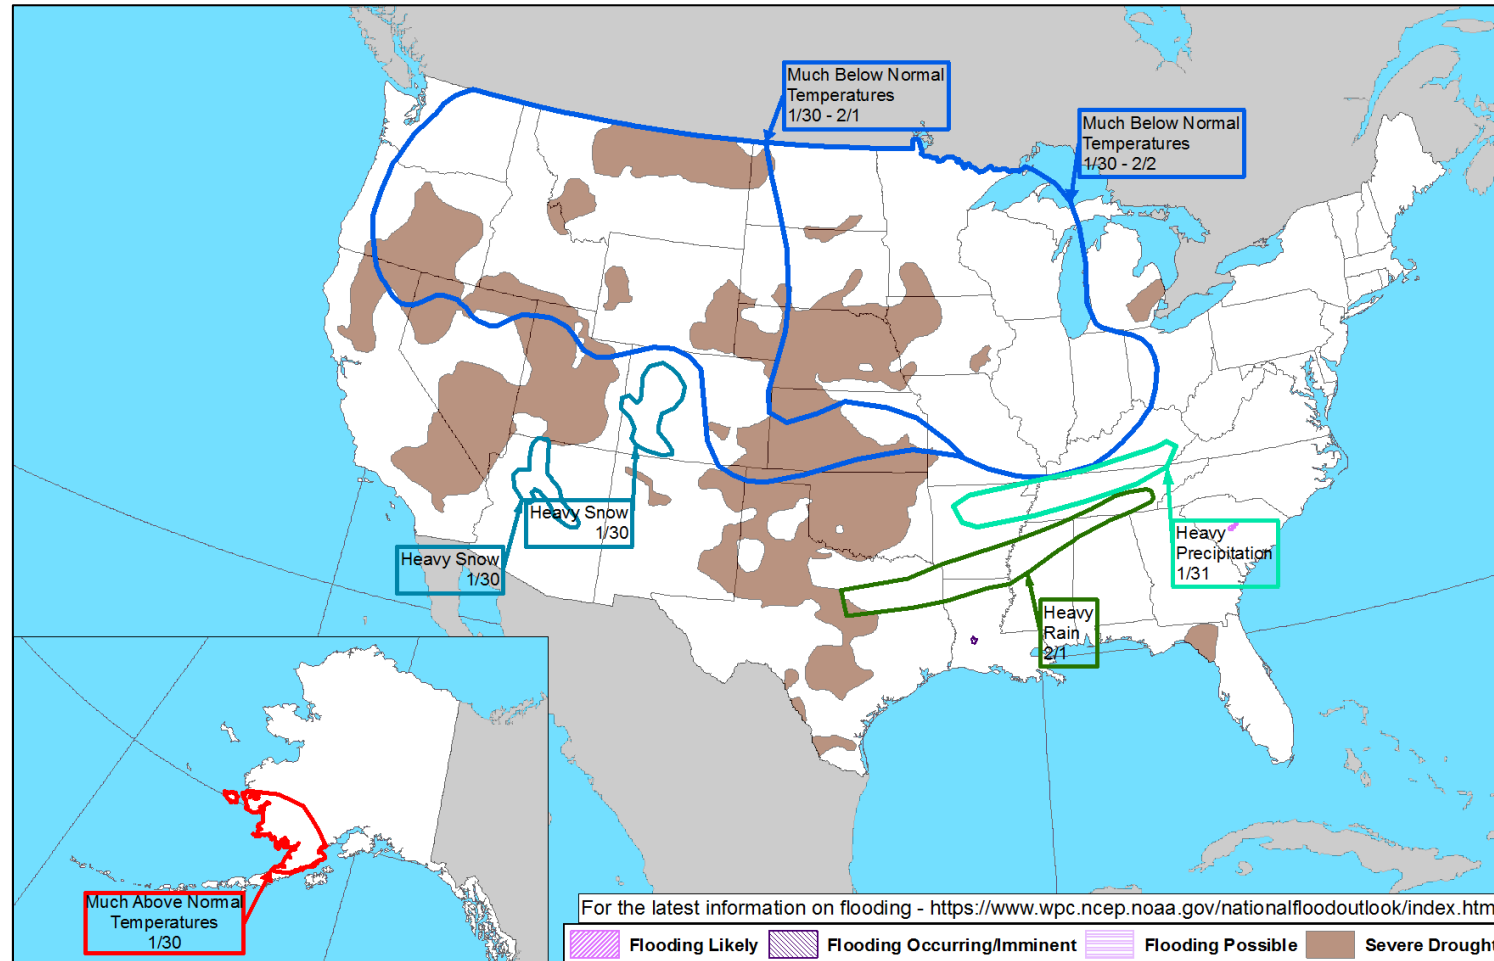 Much Below Normal
Temperatures
1/30 - 2/1
Much Below Normal
Temperatures
1/30 - 2/2
Heavy Snow
1/30
Heavy Snow
1/30
Heavy
Precipitation
1/31
Heavy
Rain
2/1
Much Above Normal
Temperatures
1/30
For the latest information on flooding - https://www.wpc.ncep.noaa.gov/nationalfloodoutlook/index.htm
Flooding Likely
Flooding Occurring/Imminent
Flooding Possible
Severe Drought